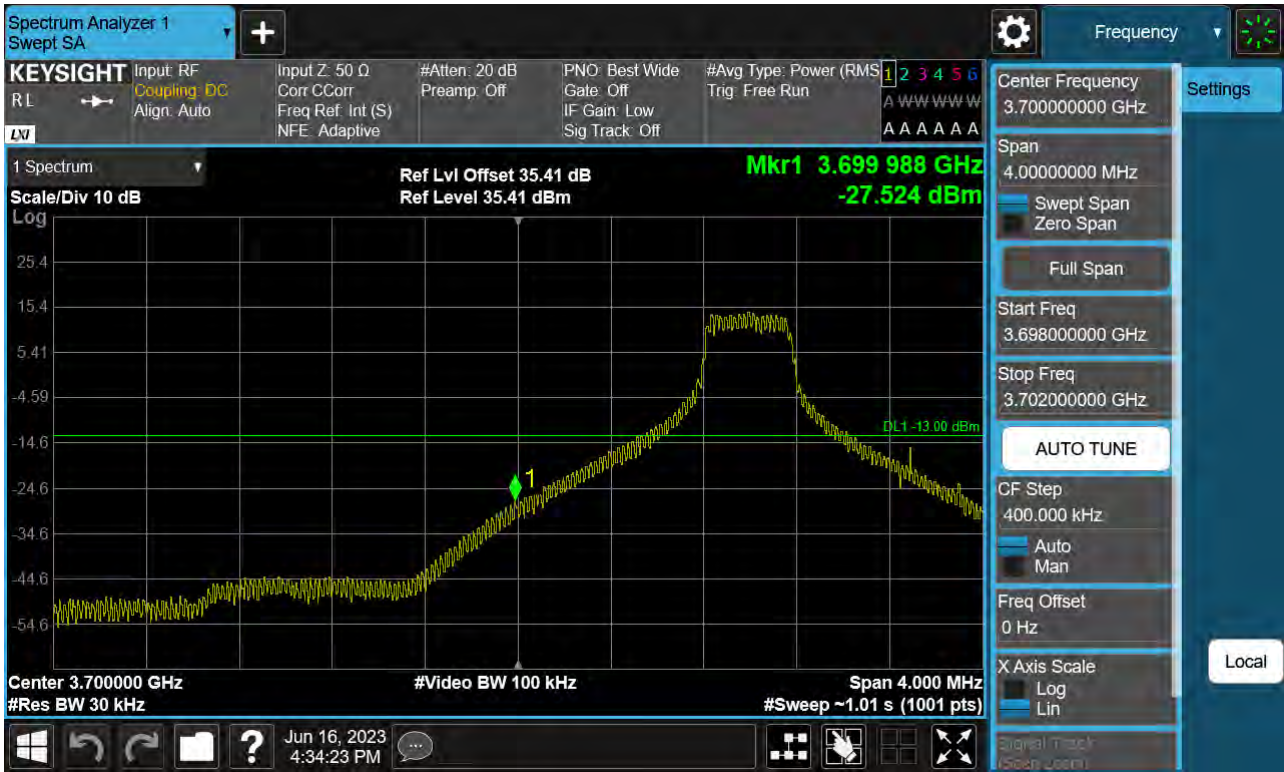 Spectrum Analyzer 1
Swept SA
+
Frequency
KEYSIGHT
RL
LXI
Input: RF
Coupling: DC
Align: Auto
Input Z: 50 Ω
Corr CCorr
Freq Ref: Int (S)
NFE: Adaptive
#Atten: 20 dB
Preamp: Off
PNO: Best Wide
Gate: Off
IF Gain: Low
Sig Track: Off
#Avg Type: Power (RMS
Trig: Free Run
1 2 3 4 5 6
A W W W W W
A A A A A A
1 Spectrum
Scale/Div 10 dB
Log
Ref Lvl Offset 35.41 dB
Ref Level 35.41 dBm
Mkr1 3.699 988 GHz
-27.524 dBm
25.4
15.4
5.41
-4.59
-14.6
-24.6
-34.6
-44.6
-54.6
1
DL1 -13.00 dBm
Center 3.700000 GHz
#Res BW 30 kHz
#Video BW 100 kHz
Span 4.000 MHz
#Sweep ~1.01 s (1001 pts)
Center Frequency
3.700000000 GHz
Span
4.00000000 MHz
Swept Span
Zero Span
Full Span
Start Freq
3.698000000 GHz
Stop Freq
3.702000000 GHz
AUTO TUNE
CF Step
400.000 kHz
Auto
Man
Freq Offset
0 Hz
X Axis Scale
Log
Lin
Signal Track
(Span Zoom)
Settings
Local
?
Jun 16, 2023
4:34:23 PM